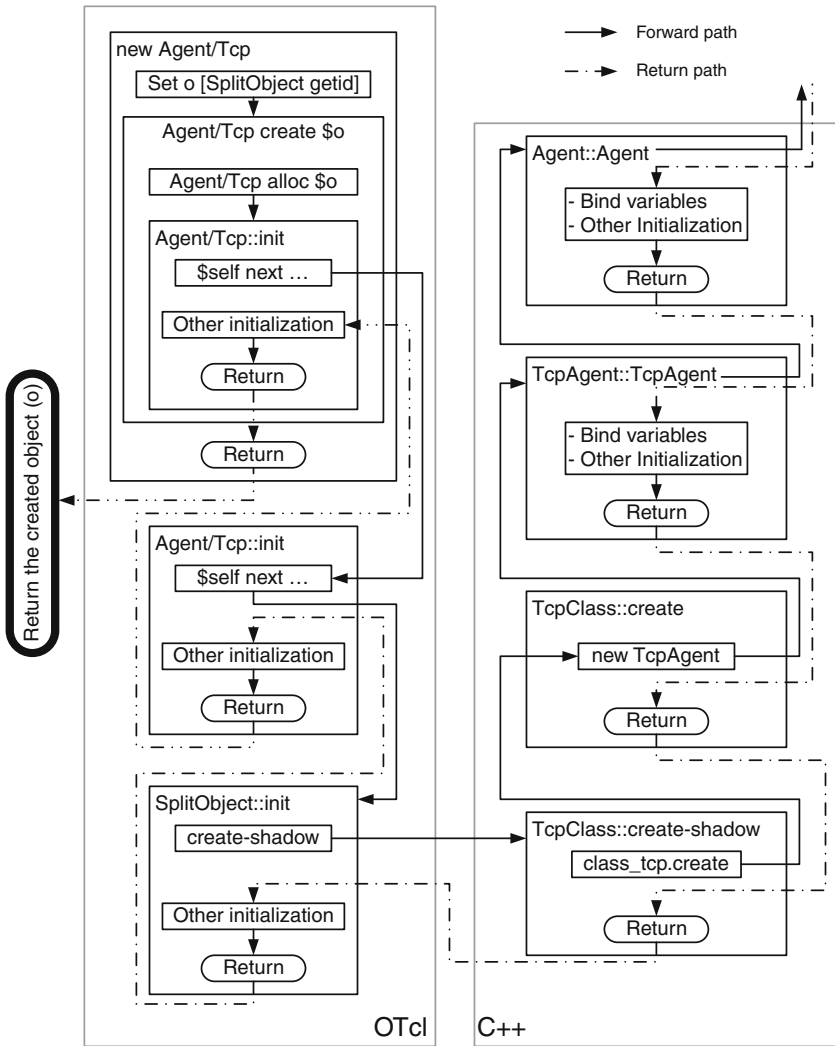 new Agent/Tcp
Set o [SplitObject getid]
Agent/Tcp create $o
Agent/Tcp alloc $o
Agent/Tcp::init
$self next …
Other initialization
Return
Return
Return the created object (o)
Agent/Tcp::init
$self next …
Other initialization
Return
SplitObject::init
create-shadow
Other initialization
Return
OTcl
Forward path
Return path
Agent::Agent
- Bind variables
- Other Initialization
Return
TcpAgent::TcpAgent
- Bind variables
- Other Initialization
Return
TcpClass::create
new TcpAgent
Return
TcpClass::create-shadow
class_tcp.create
Return
C++